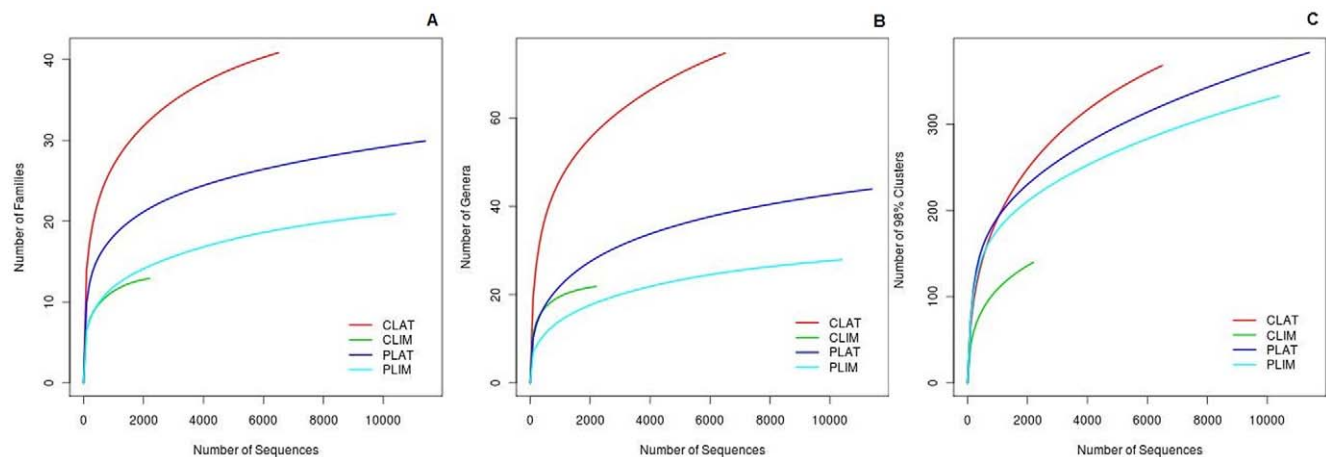 A
Number of Families
0
10
20
30
40
0 2000 4000 6000 8000 10000
Number of Sequences
CLAT
CLIM
PLAT
PLIM
B
Number of Genera
0
20
40
60
0 2000 4000 6000 8000 10000
Number of Sequences
CLAT
CLIM
PLAT
PLIM
C
Number of 98% Clusters
0
100
200
300
0 2000 4000 6000 8000 10000
Number of Sequences
CLAT
CLIM
PLAT
PLIM